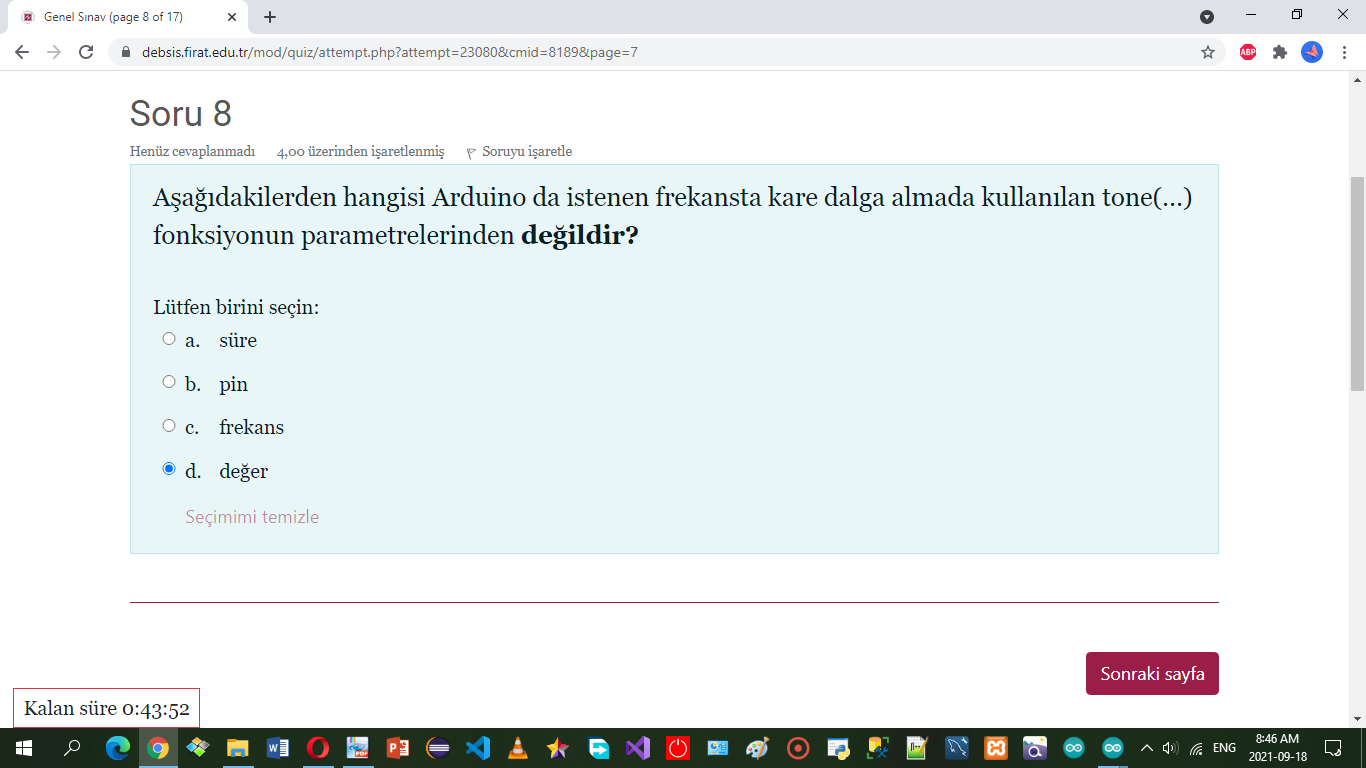 Genel Sınav (page 8 of 17)
debsis.firat.edu.tr/mod/quiz/attempt.php?attempt=23080&cmid=8189&page=7
ABP
Soru 8
Henüz cevaplanmadı 4,00 üzerinden işaretlenmiş Soruyu işaretle
Aşağıdakilerden hangisi Arduino da istenen frekansta kare dalga almada kullanılan tone(...)
fonksiyonun parametrelerinden değildir?
Lütfen birini seçin:
a. süre
b. pin
c. frekans
d. değer
Seçimimi temizle
Sonraki sayfa
Kalan süre 0:43:52
ENG
8:46 AM
2021-09-18